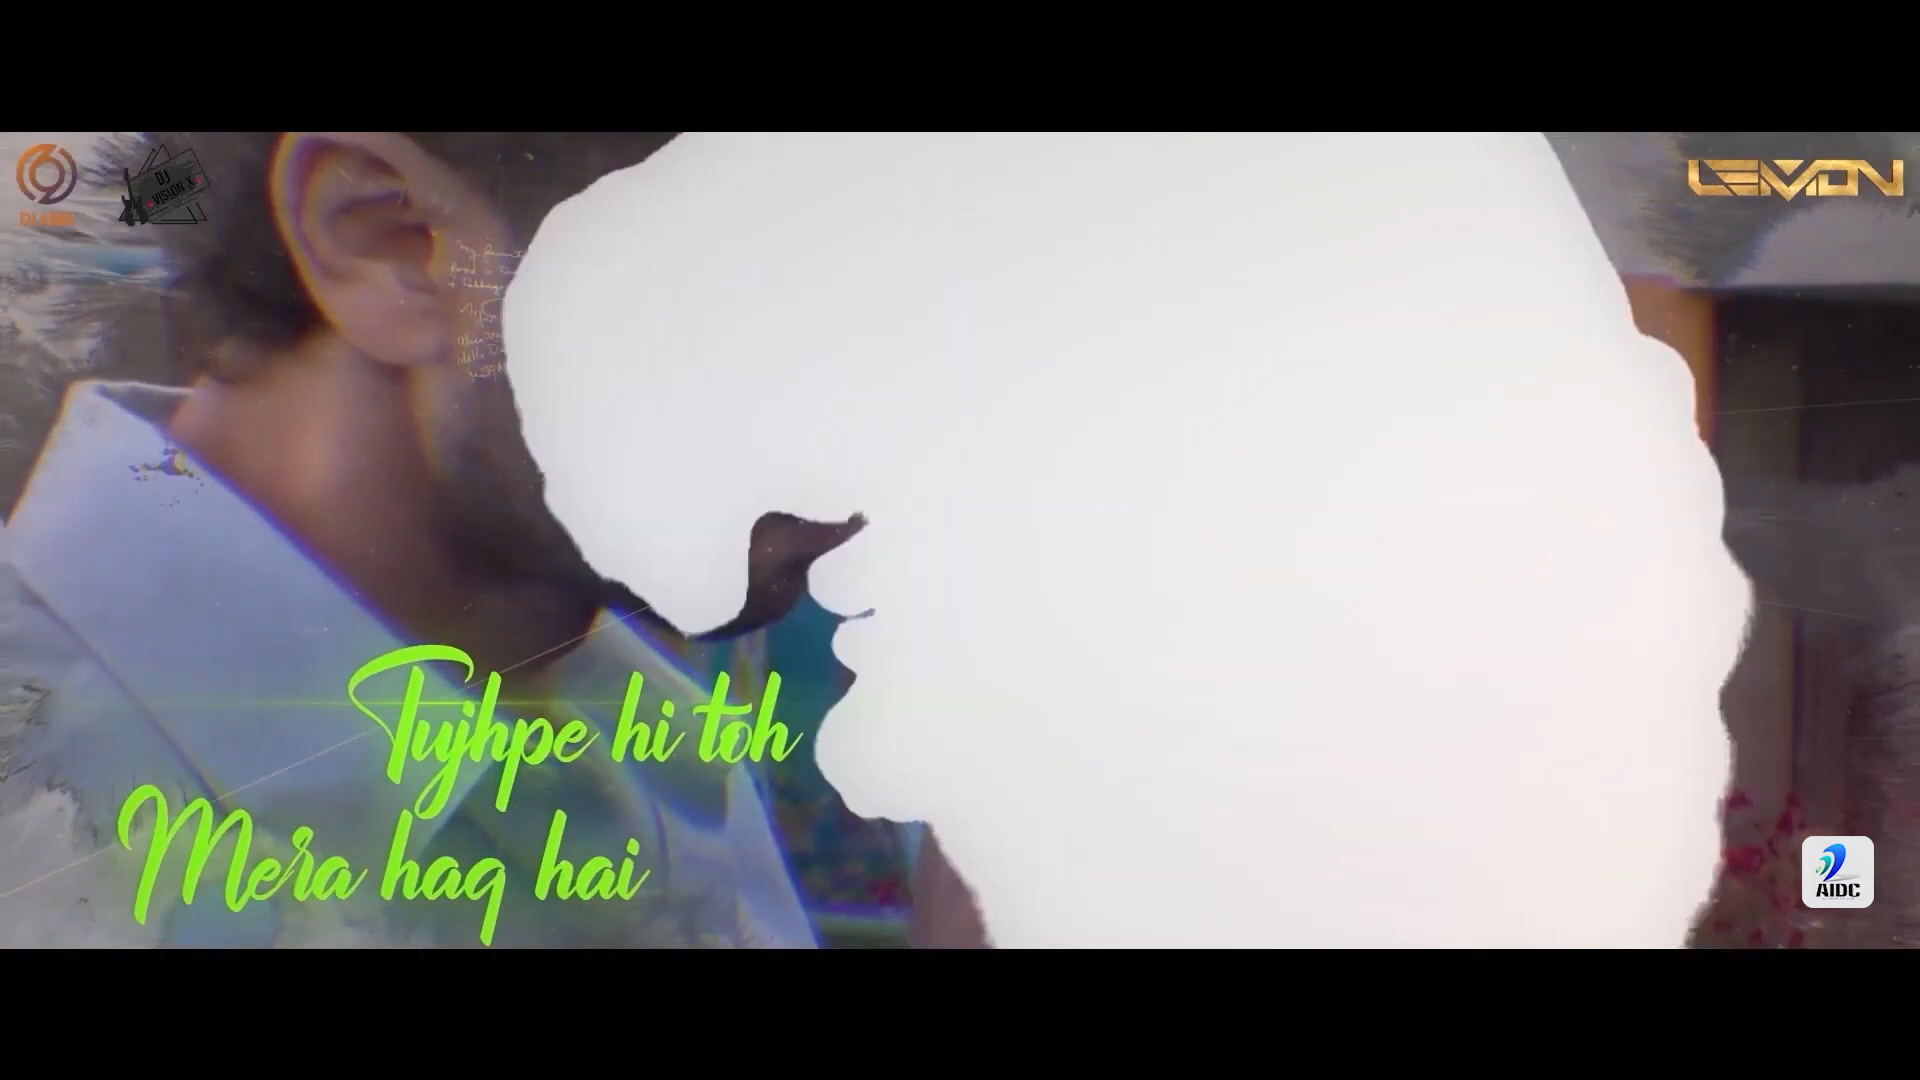 DJ
VISION X
LEMON
Tujhpe hi toh
Mera haq hai
AIDC